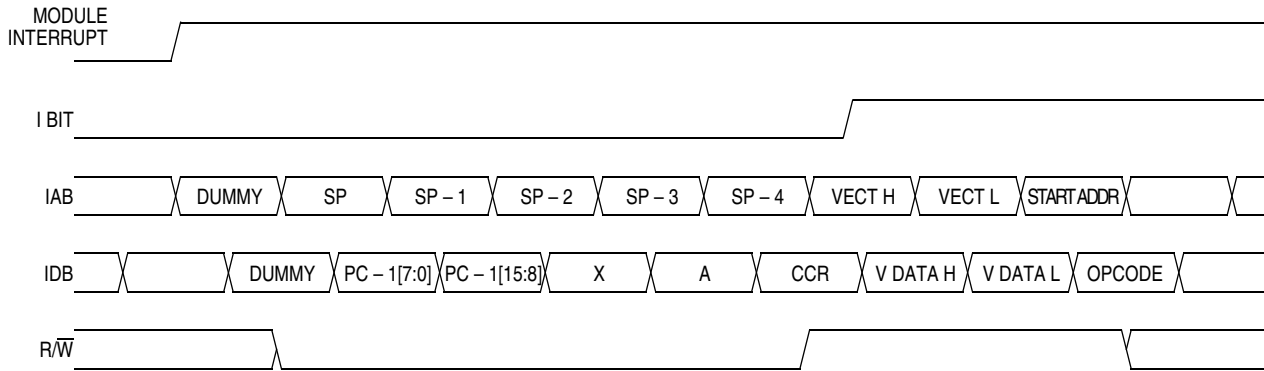 MODULE
INTERRUPT
I BIT
IAB DUMMY SP SP – 1 SP – 2 SP – 3 SP – 4 VECT H VECT L START ADDR
IDB DUMMY PC – 1[7:0] PC – 1[15:8] X A CCR V DATA H V DATA L OPCODE
R/W̅